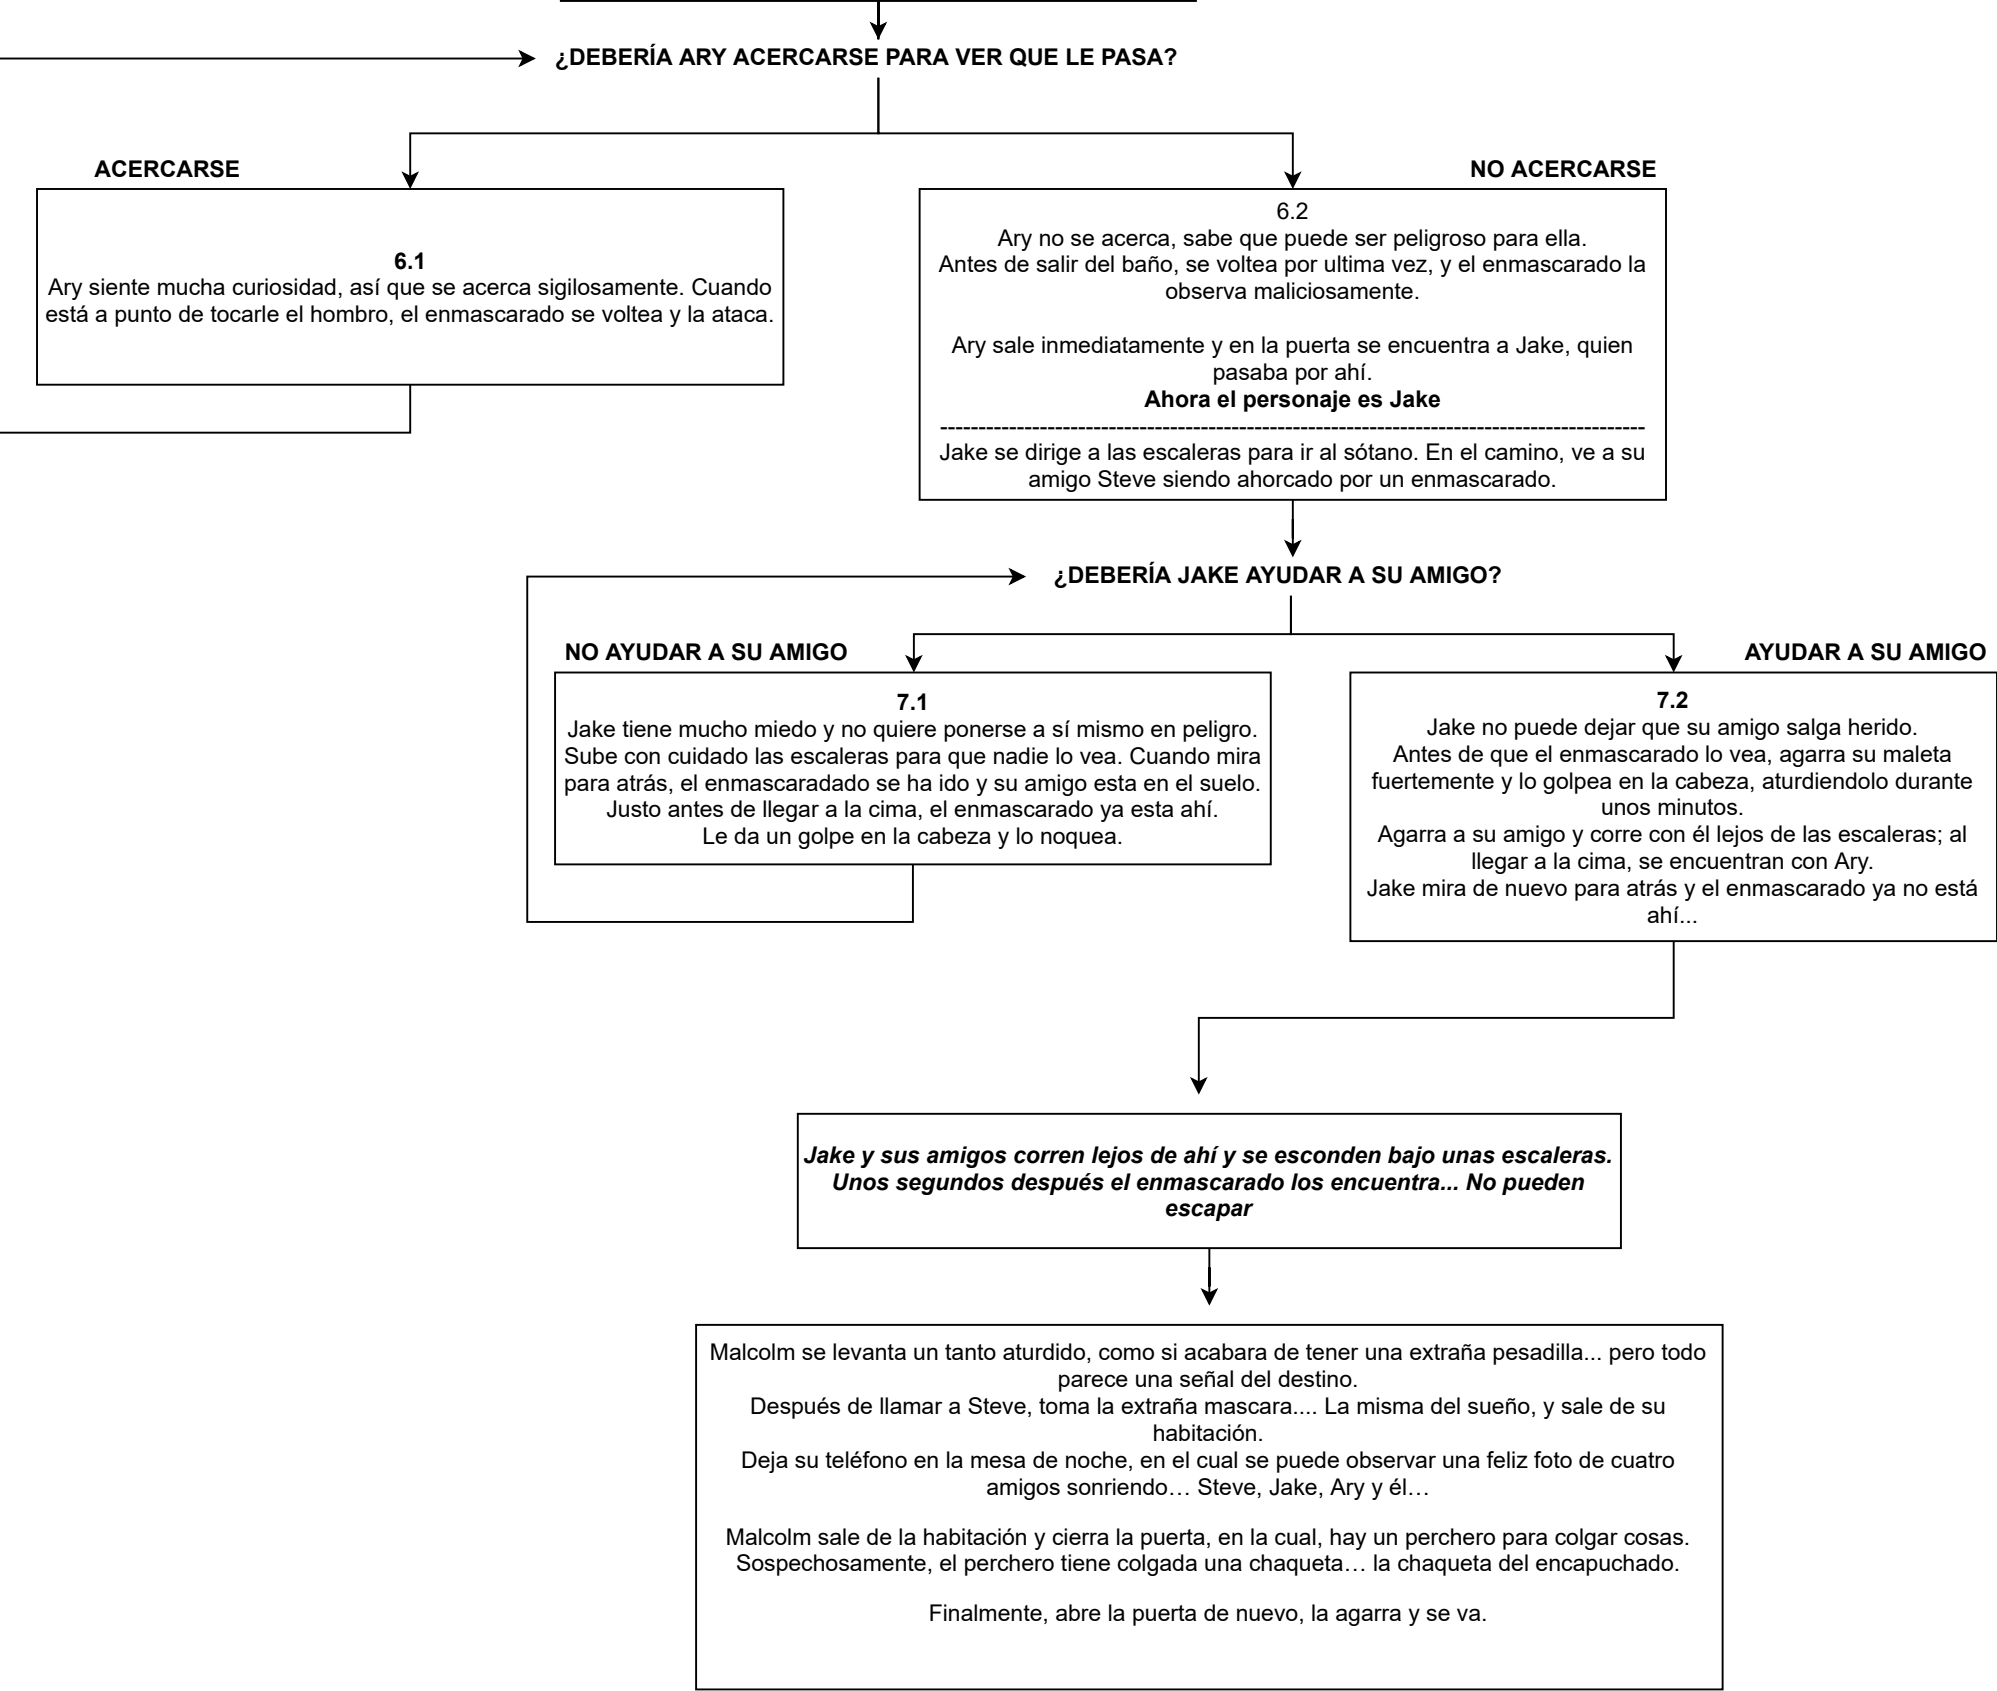 ¿DEBERÍA ARY ACERCARSE PARA VER QUE LE PASA?
ACERCARSE
6.1
Ary siente mucha curiosidad, así que se acerca sigilosamente. Cuando
está a punto de tocarle el hombro, el enmascarado se voltea y la ataca.
NO ACERCARSE
6.2
Ary no se acerca, sabe que puede ser peligroso para ella.
Antes de salir del baño, se voltea por ultima vez, y el enmascarado la
observa maliciosamente.
Ary sale inmediatamente y en la puerta se encuentra a Jake, quien
pasaba por ahí.
Ahora el personaje es Jake
----------------------------------------------------------------------------------------------
Jake se dirige a las escaleras para ir al sótano. En el camino, ve a su
amigo Steve siendo ahorcado por un enmascarado.
¿DEBERÍA JAKE AYUDAR A SU AMIGO?
NO AYUDAR A SU AMIGO
7.1
Jake tiene mucho miedo y no quiere ponerse a sí mismo en peligro.
Sube con cuidado las escaleras para que nadie lo vea. Cuando mira
para atrás, el enmascaradado se ha ido y su amigo esta en el suelo.
Justo antes de llegar a la cima, el enmascarado ya esta ahí.
Le da un golpe en la cabeza y lo noquea.
AYUDAR A SU AMIGO
7.2
Jake no puede dejar que su amigo salga herido.
Antes de que el enmascarado lo vea, agarra su maleta
fuertemente y lo golpea en la cabeza, aturdiendolo durante
unos minutos.
Agarra a su amigo y corre con él lejos de las escaleras; al
llegar a la cima, se encuentran con Ary.
Jake mira de nuevo para atrás y el enmascarado ya no está
ahí...
Jake y sus amigos corren lejos de ahí y se esconden bajo unas escaleras.
Unos segundos después el enmascarado los encuentra... No pueden
escapar
Malcolm se levanta un tanto aturdido, como si acabara de tener una extraña pesadilla... pero todo
parece una señal del destino.
Después de llamar a Steve, toma la extraña mascara.... La misma del sueño, y sale de su
habitación.
Deja su teléfono en la mesa de noche, en el cual se puede observar una feliz foto de cuatro
amigos sonriendo… Steve, Jake, Ary y él…
Malcolm sale de la habitación y cierra la puerta, en la cual, hay un perchero para colgar cosas.
Sospechosamente, el perchero tiene colgada una chaqueta… la chaqueta del encapuchado.
Finalmente, abre la puerta de nuevo, la agarra y se va.